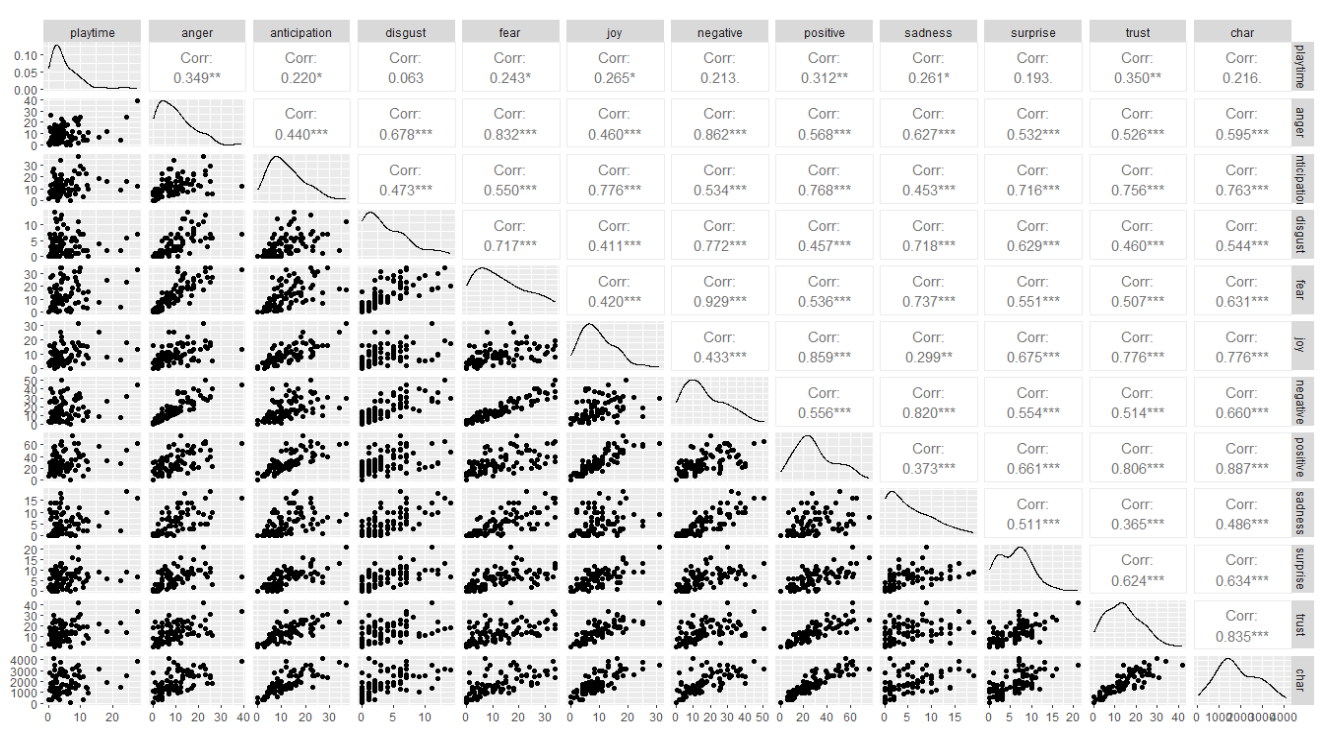 playtime anger anticipation disgust fear joy negative positive sadness surprise trust char
0.10
0.05
0.00
Corr: Corr: Corr: Corr: Corr: Corr: Corr: Corr: Corr: Corr: Corr:
0.349** 0.220* 0.063 0.243* 0.265* 0.213. 0.312** 0.261* 0.193. 0.350** 0.216.
playtime
40
30
20
10
0
Corr: Corr: Corr: Corr: Corr: Corr: Corr: Corr: Corr: Corr:
0.440*** 0.678*** 0.832*** 0.460*** 0.862*** 0.568*** 0.627*** 0.532*** 0.526*** 0.595***
anger
30
20
10
0
Corr: Corr: Corr: Corr: Corr: Corr: Corr: Corr: Corr:
0.473*** 0.550*** 0.776*** 0.534*** 0.768*** 0.453*** 0.716*** 0.756*** 0.763***
nticipatio
10
5
0
Corr: Corr: Corr: Corr: Corr: Corr: Corr: Corr:
0.717*** 0.411*** 0.772*** 0.457*** 0.718*** 0.629*** 0.460*** 0.544***
disgust
30
20
10
0
Corr: Corr: Corr: Corr: Corr: Corr: Corr:
0.420*** 0.929*** 0.536*** 0.737*** 0.551*** 0.507*** 0.631***
fear
30
20
10
0
Corr: Corr: Corr: Corr: Corr: Corr:
0.433*** 0.859*** 0.299** 0.675*** 0.776*** 0.776***
joy
50
40
30
20
10
0
Corr: Corr: Corr: Corr: Corr:
0.556*** 0.820*** 0.554*** 0.514*** 0.660***
negative
60
40
20
0
Corr: Corr: Corr: Corr:
0.373*** 0.661*** 0.806*** 0.887***
positive
15
10
5
0
Corr: Corr: Corr:
0.511*** 0.365*** 0.486***
sadness
20
15
10
5
0
Corr: Corr:
0.624*** 0.634***
surprise
40
30
20
10
0
Corr:
0.835***
trust
4000
3000
2000
1000
char
0 10 20 0 10 20 30 40 0 10 20 30 0 5 10 0 10 20 30 0 10 20 30 0 10 20 30 40 50 0 20 40 60 0 5 10 15 0 5 10 15 20 0 10 20 30 40 0 1000 2000 3000 4000